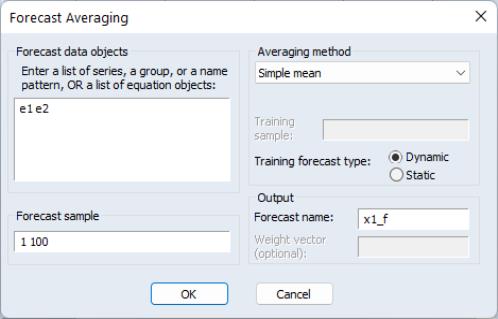 Forecast Averaging
Forecast data objects
Enter a list of series, a group, or a name
pattern, OR a list of equation objects:
e1 e2
Forecast sample
1 100
Averaging method
Simple mean
Training
sample:
Training forecast type:
Dynamic
Static
Output
Forecast name:
x1_f
Weight vector
(optional):
OK
Cancel